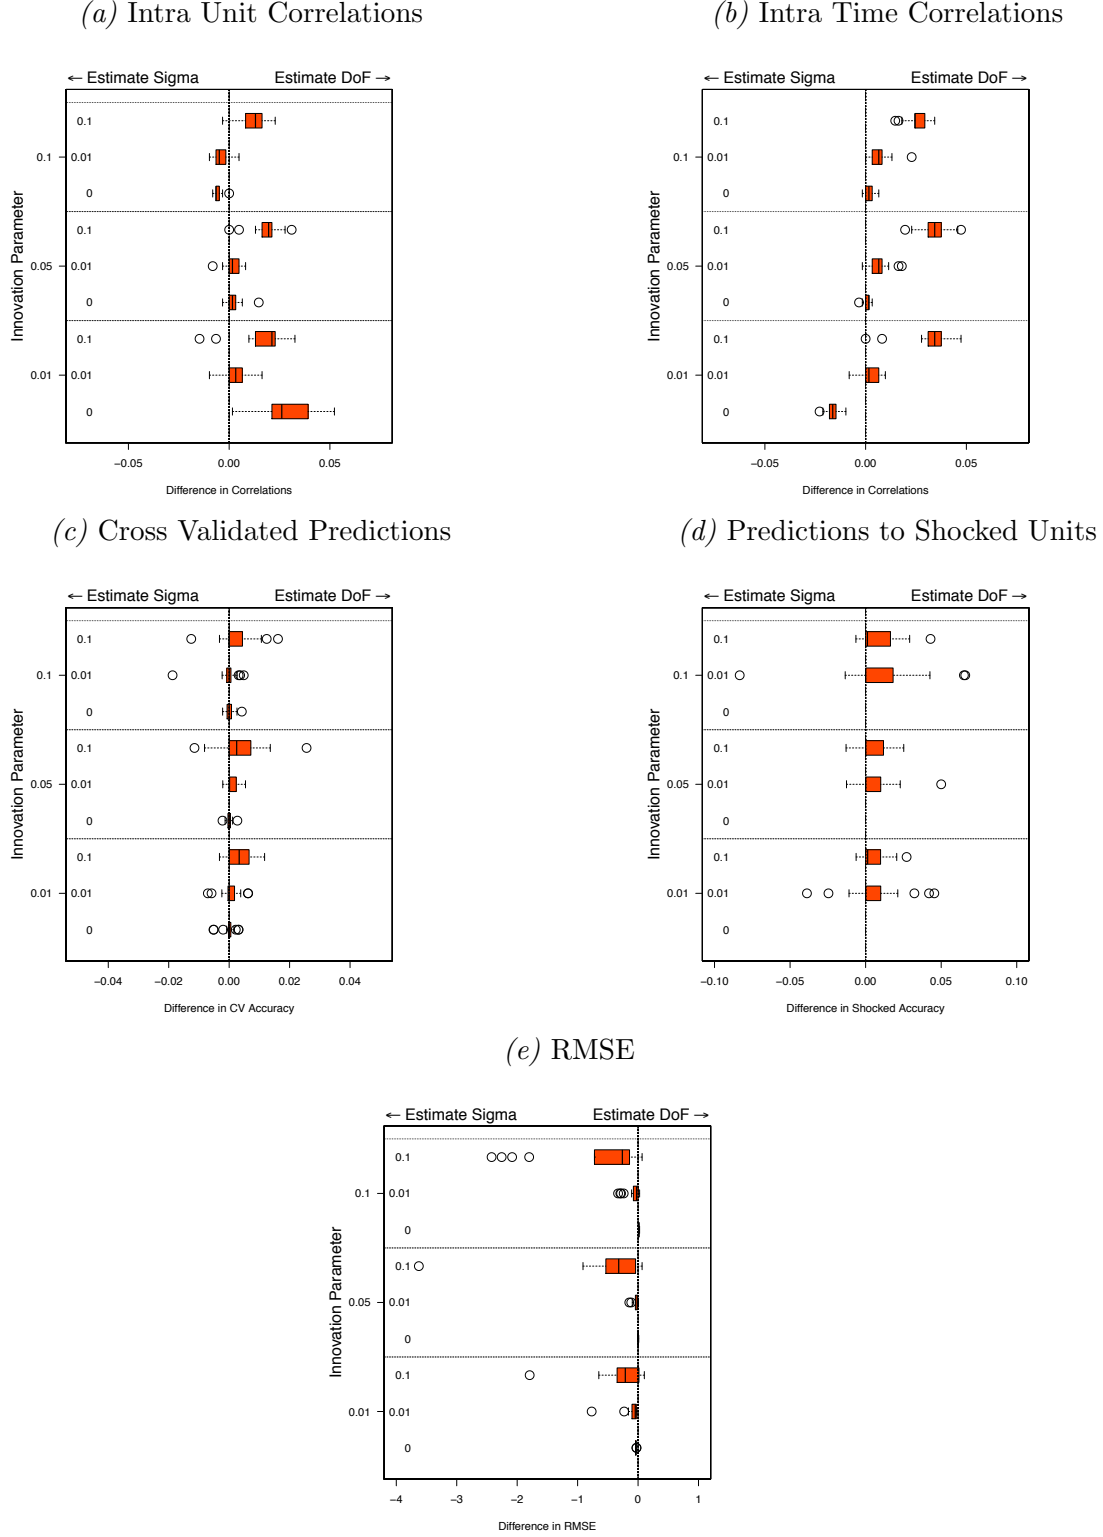 (a) Intra Unit Correlations
← Estimate Sigma Estimate DoF →
Innovation Parameter
0.1
0.1 0.01
0
0.1
0.05 0.01
0
0.1
0.01 0.01
0
−0.05 0.00 0.05
Difference in Correlations
(b) Intra Time Correlations
← Estimate Sigma Estimate DoF →
Innovation Parameter
0.1
0.1 0.01
0
0.1
0.05 0.01
0
0.1
0.01 0.01
0
−0.05 0.00 0.05
Difference in Correlations
(c) Cross Validated Predictions
← Estimate Sigma Estimate DoF →
Innovation Parameter
0.1
0.1 0.01
0
0.1
0.05 0.01
0
0.1
0.01 0.01
0
−0.04 −0.02 0.00 0.02 0.04
Difference in CV Accuracy
(d) Predictions to Shocked Units
← Estimate Sigma Estimate DoF →
Innovation Parameter
0.1
0.1 0.01
0
0.1
0.05 0.01
0
0.1
0.01 0.01
0
−0.10 −0.05 0.00 0.05 0.10
Difference in Shocked Accuracy
(e) RMSE
← Estimate Sigma Estimate DoF →
Innovation Parameter
0.1
0.1 0.01
0
0.1
0.05 0.01
0
0.1
0.01 0.01
0
−4 −3 −2 −1 0 1
Difference in RMSE